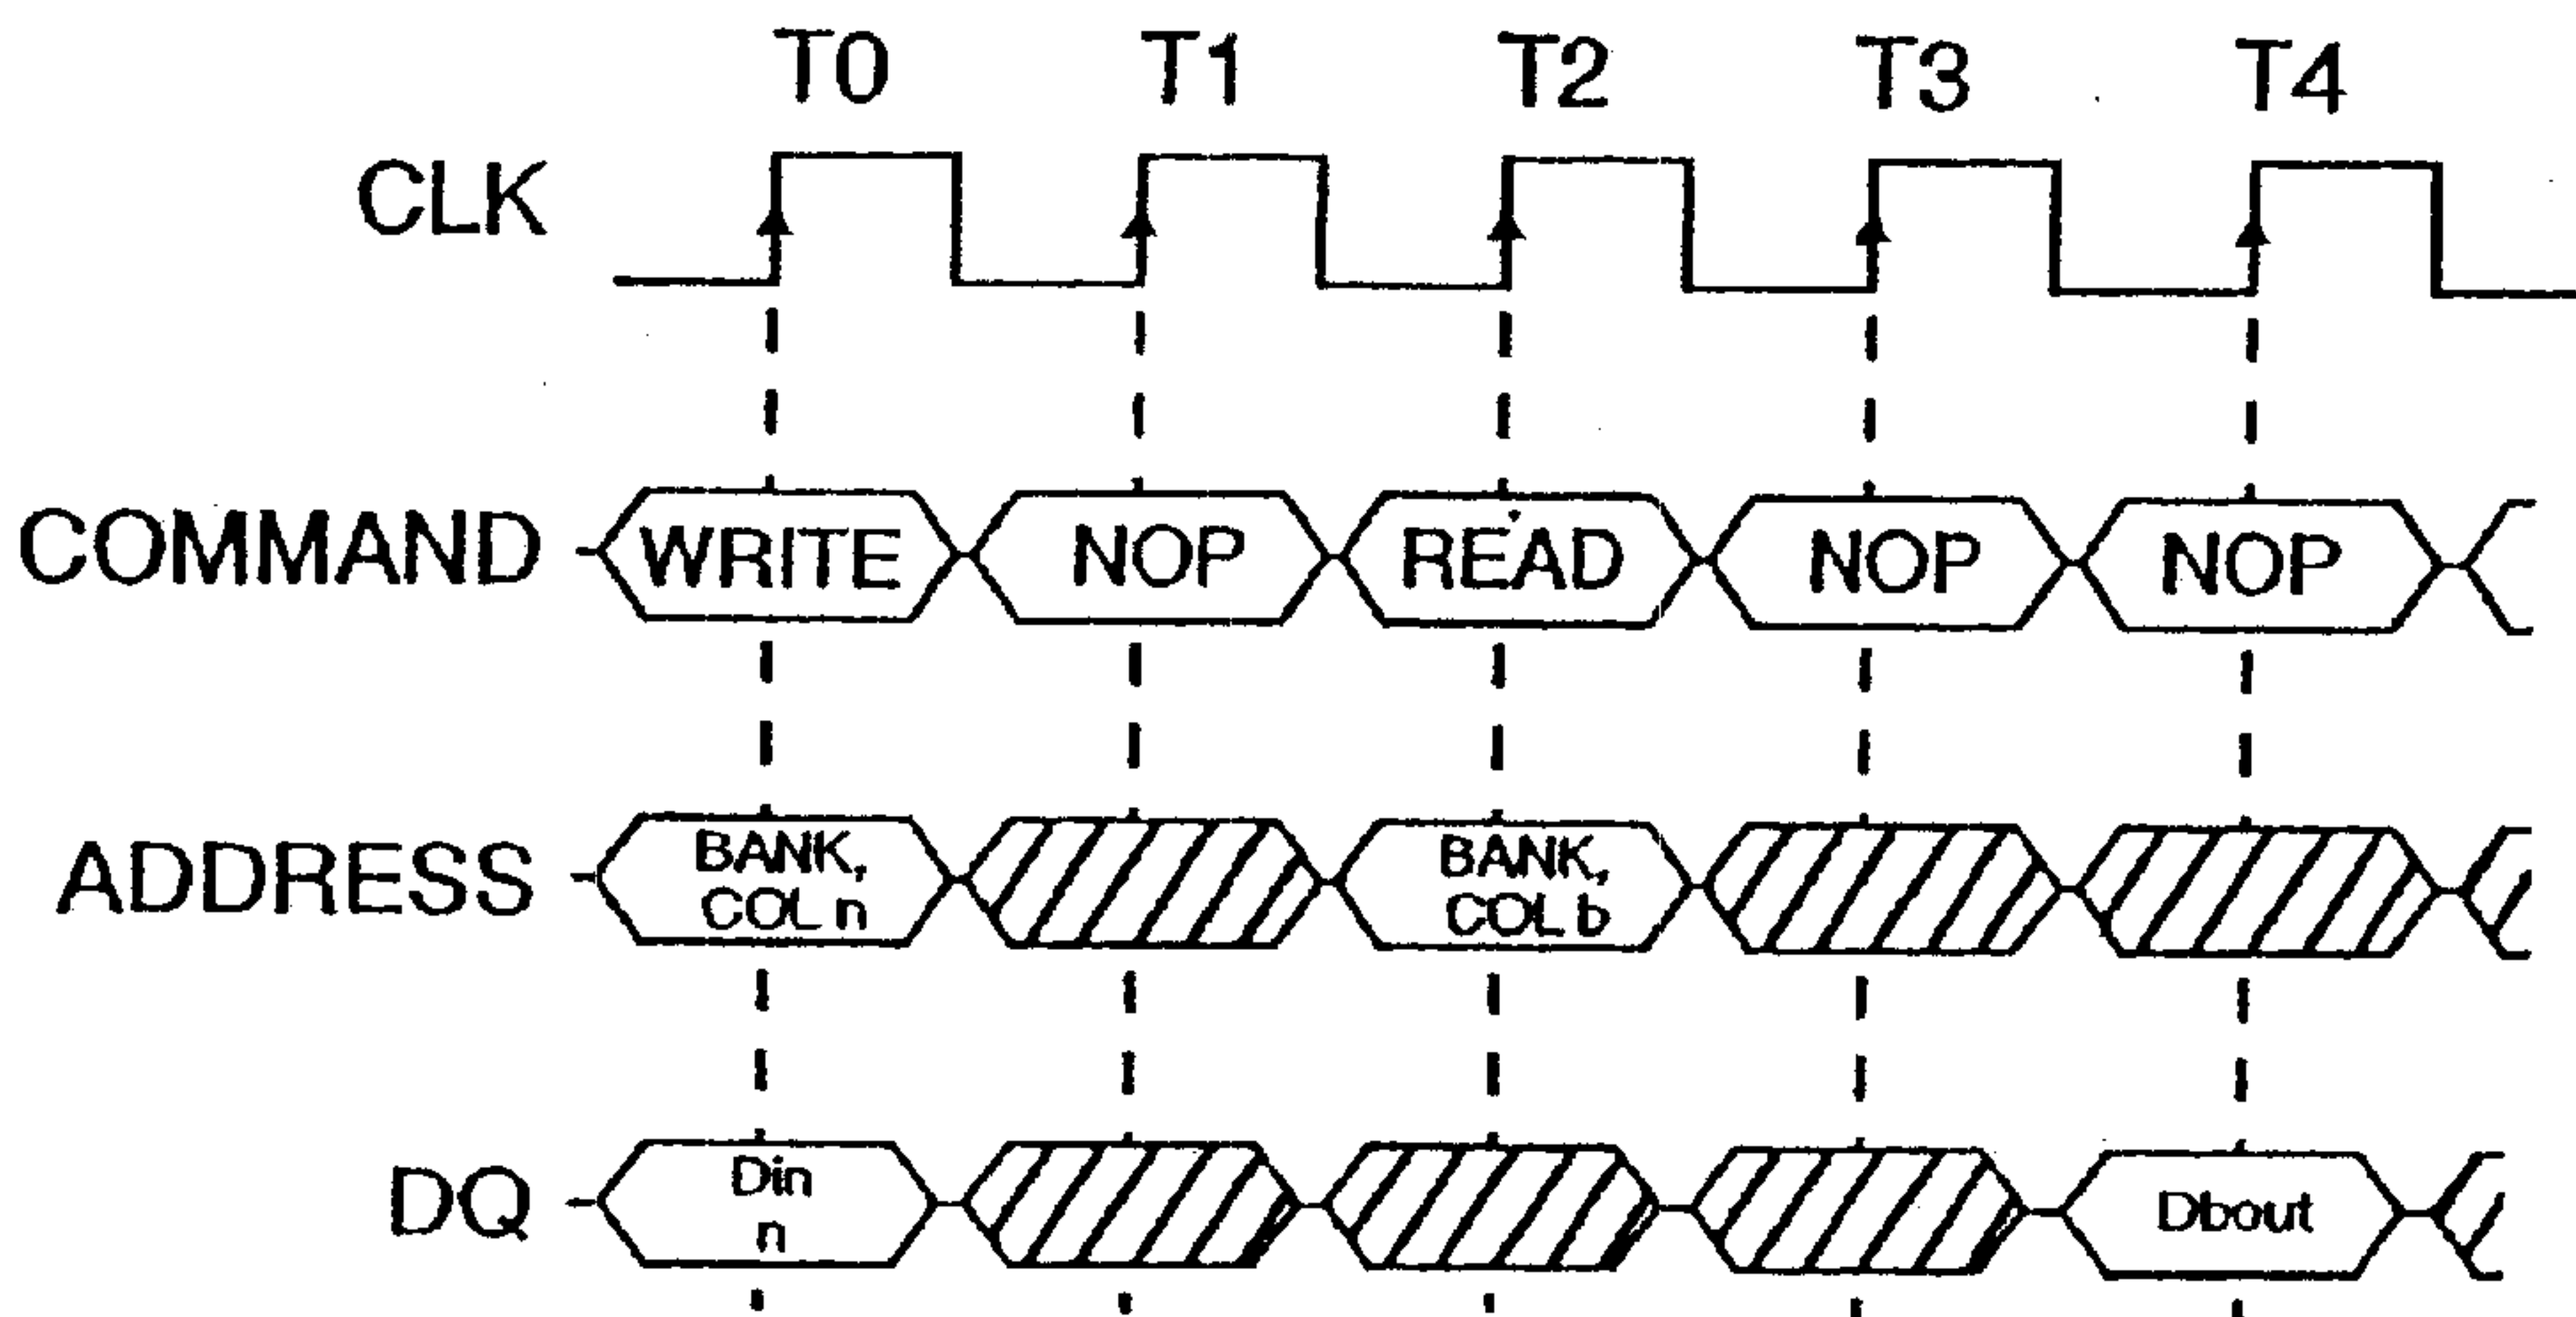 T0 T1 T2 T3 T4
CLK
COMMAND WRITE NOP READ NOP NOP
ADDRESS BANK, COL n BANK, COL b
DQ Din n Dbout